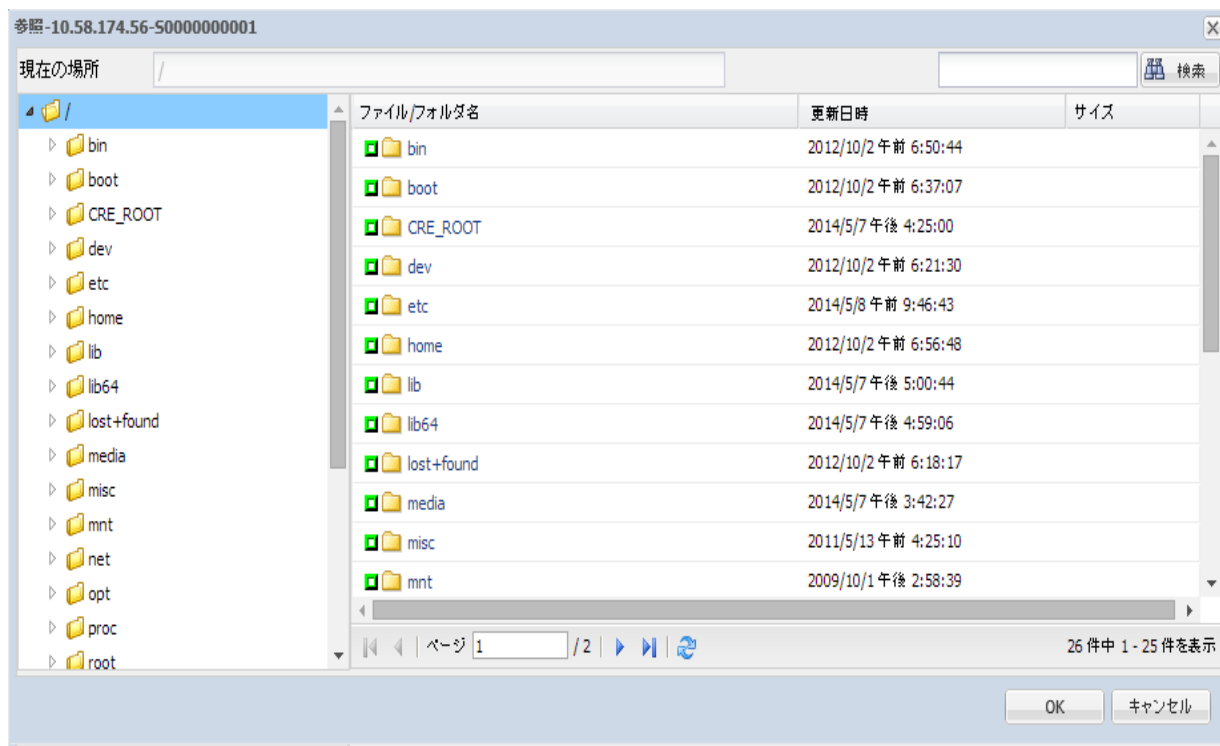 参照-10.58.174.56-S0000000001
現在の場所 / 検索
/
bin
boot
CRE_ROOT
dev
etc
home
lib
lib64
lost+found
media
misc
mnt
net
opt
proc
root
ファイル/フォルダ名 更新日時 サイズ
bin 2012/10/2 午前 6:50:44
boot 2012/10/2 午前 6:37:07
CRE_ROOT 2014/5/7 午後 4:25:00
dev 2012/10/2 午前 6:21:30
etc 2014/5/8 午前 9:46:43
home 2012/10/2 午前 6:56:48
lib 2014/5/7 午後 5:00:44
lib64 2014/5/7 午後 4:59:06
lost+found 2012/10/2 午前 6:18:17
media 2014/5/7 午後 3:42:27
misc 2011/5/13 午前 4:25:10
mnt 2009/10/1 午後 2:58:39
ページ 1 / 2 26 件中 1 - 25 件を表示
OK キャンセル